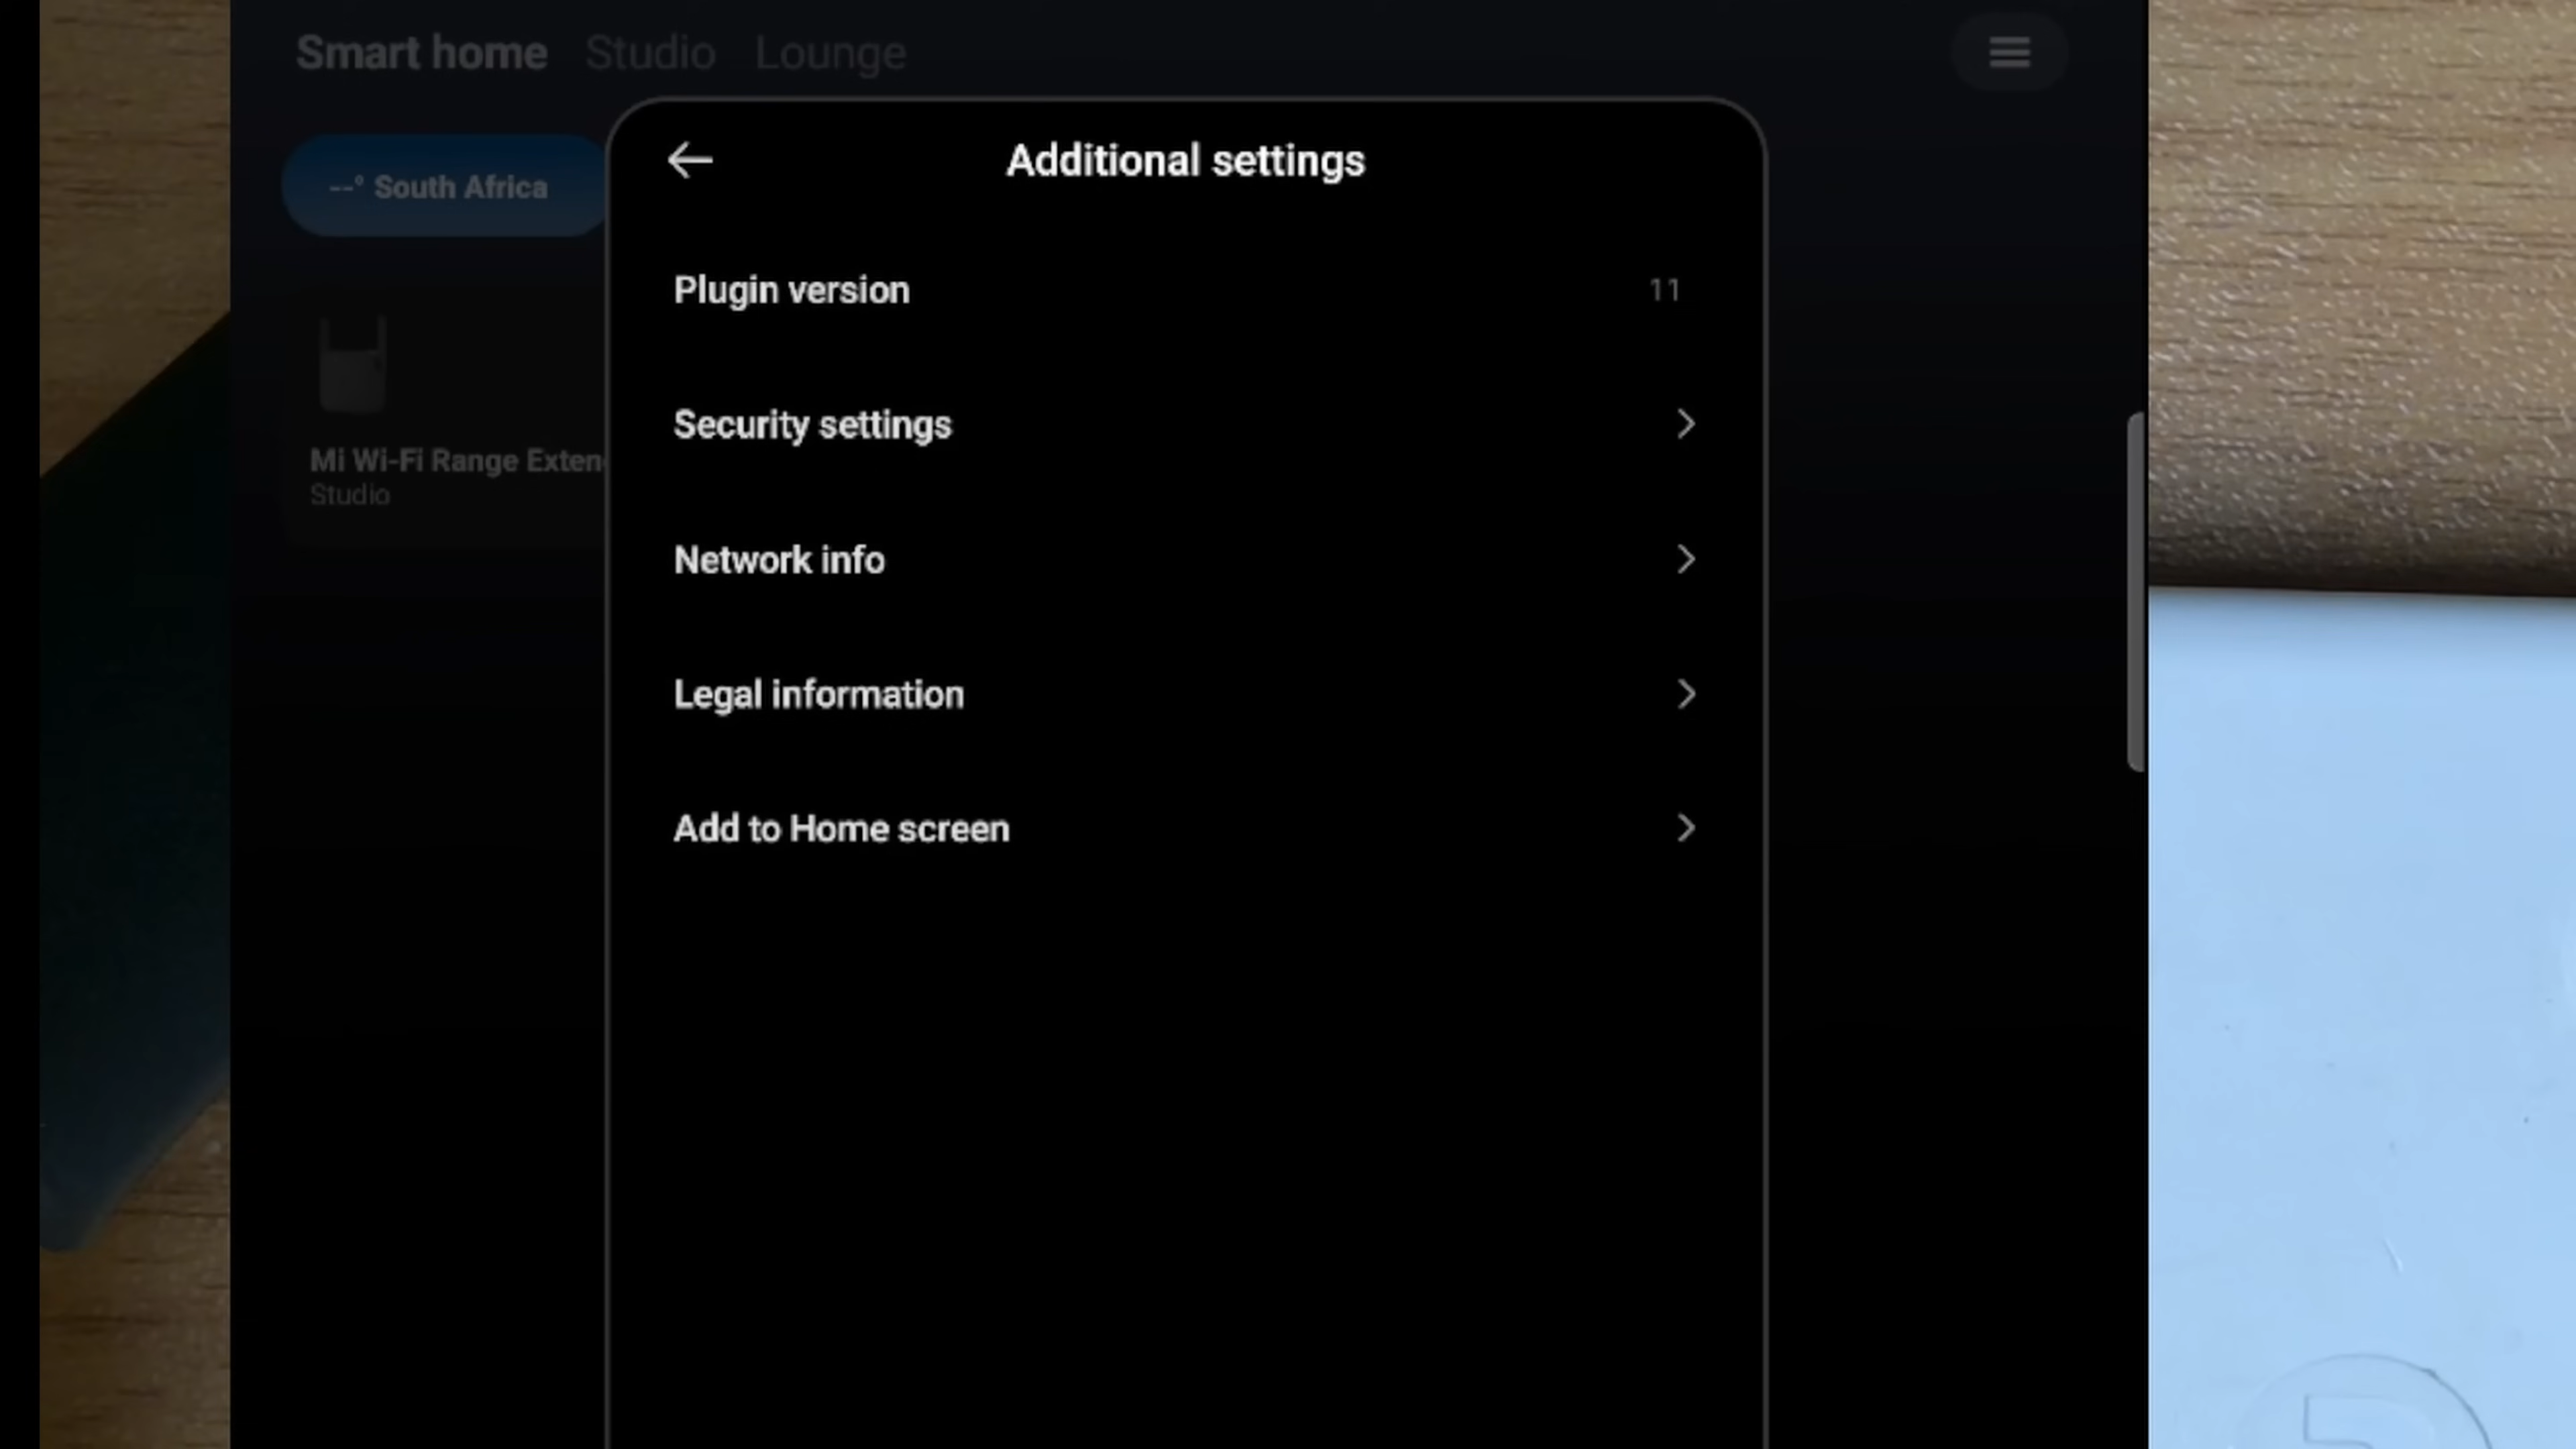 Smart home Studio Lounge
--° South Africa
Additional settings
Plugin version 11
Security settings
Mi Wi-Fi Range Exten
Studio
Network info
Legal information
Add to Home screen